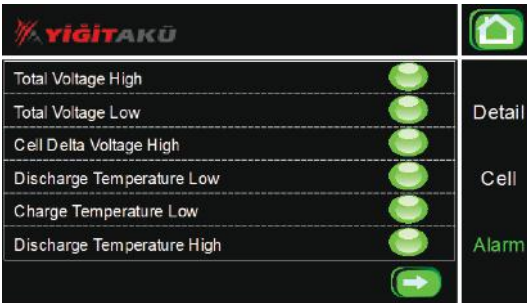 YİĞİTAKÜ
Total Voltage High
Total Voltage Low
Cell Delta Voltage High
Discharge Temperature Low
Charge Temperature Low
Discharge Temperature High
Detail
Cell
Alarm